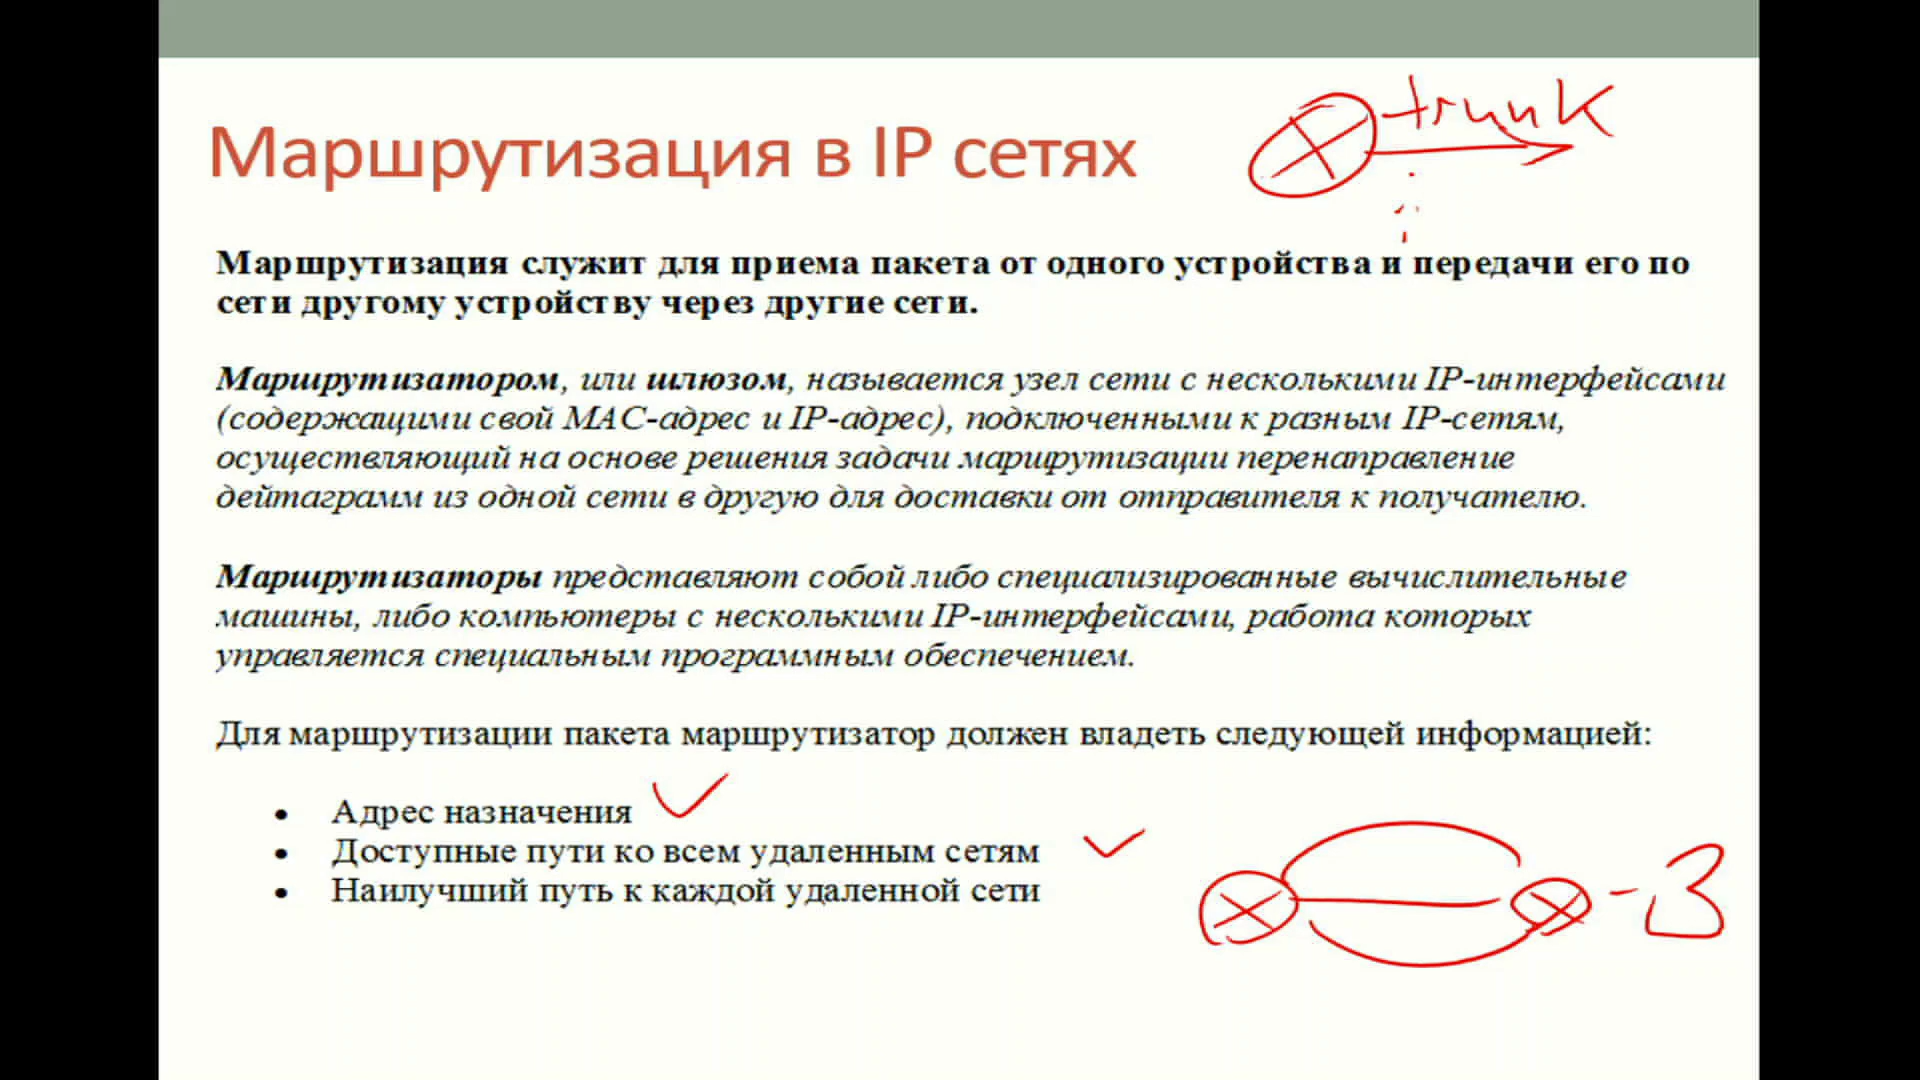 Маршрутизация в IP сетях
trunk
Маршрутизация служит для приема пакета от одного устройства и передачи его по
сети другому устройству через другие сети.
Маршрутизатором, или шлюзом, называется узел сети с несколькими IP-интерфейсами
(содержащими свой MAC-адрес и IP-адрес), подключенными к разным IP-сетям,
осуществляющий на основе решения задачи маршрутизации перенаправление
дейтаграмм из одной сети в другую для доставки от отправителя к получателю.
Маршрутизаторы представляют собой либо специализированные вычислительные
машины, либо компьютеры с несколькими IP-интерфейсами, работа которых
управляется специальным программным обеспечением.
Для маршрутизации пакета маршрутизатор должен владеть следующей информацией:
• Адрес назначения
• Доступные пути ко всем удаленным сетям
• Наилучший путь к каждой удаленной сети